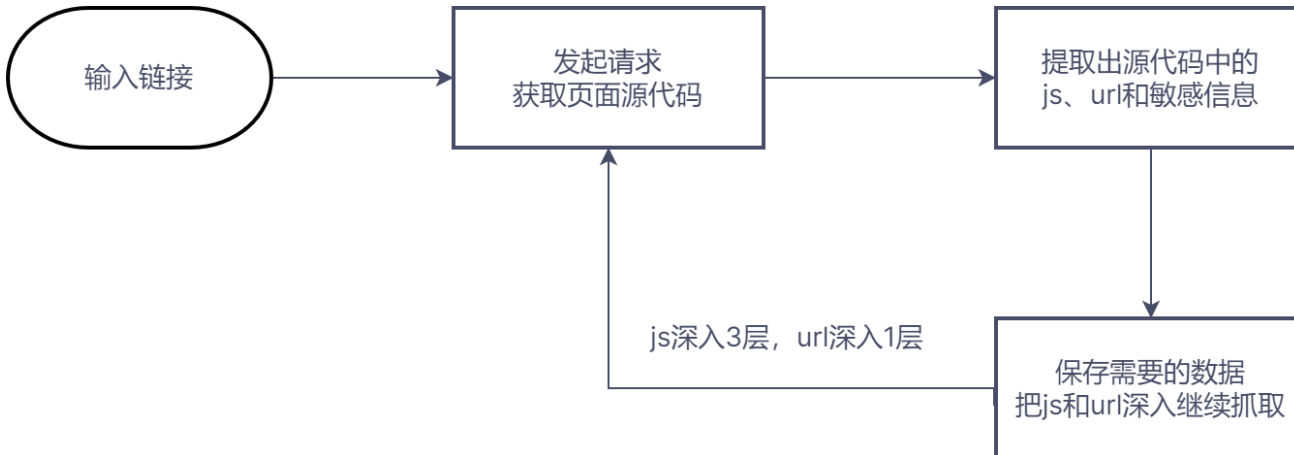 输入链接
发起请求
获取页面源代码
提取出源代码中的
js、url和敏感信息
js深入3层，url深入1层
保存需要的数据
把js和url深入继续抓取